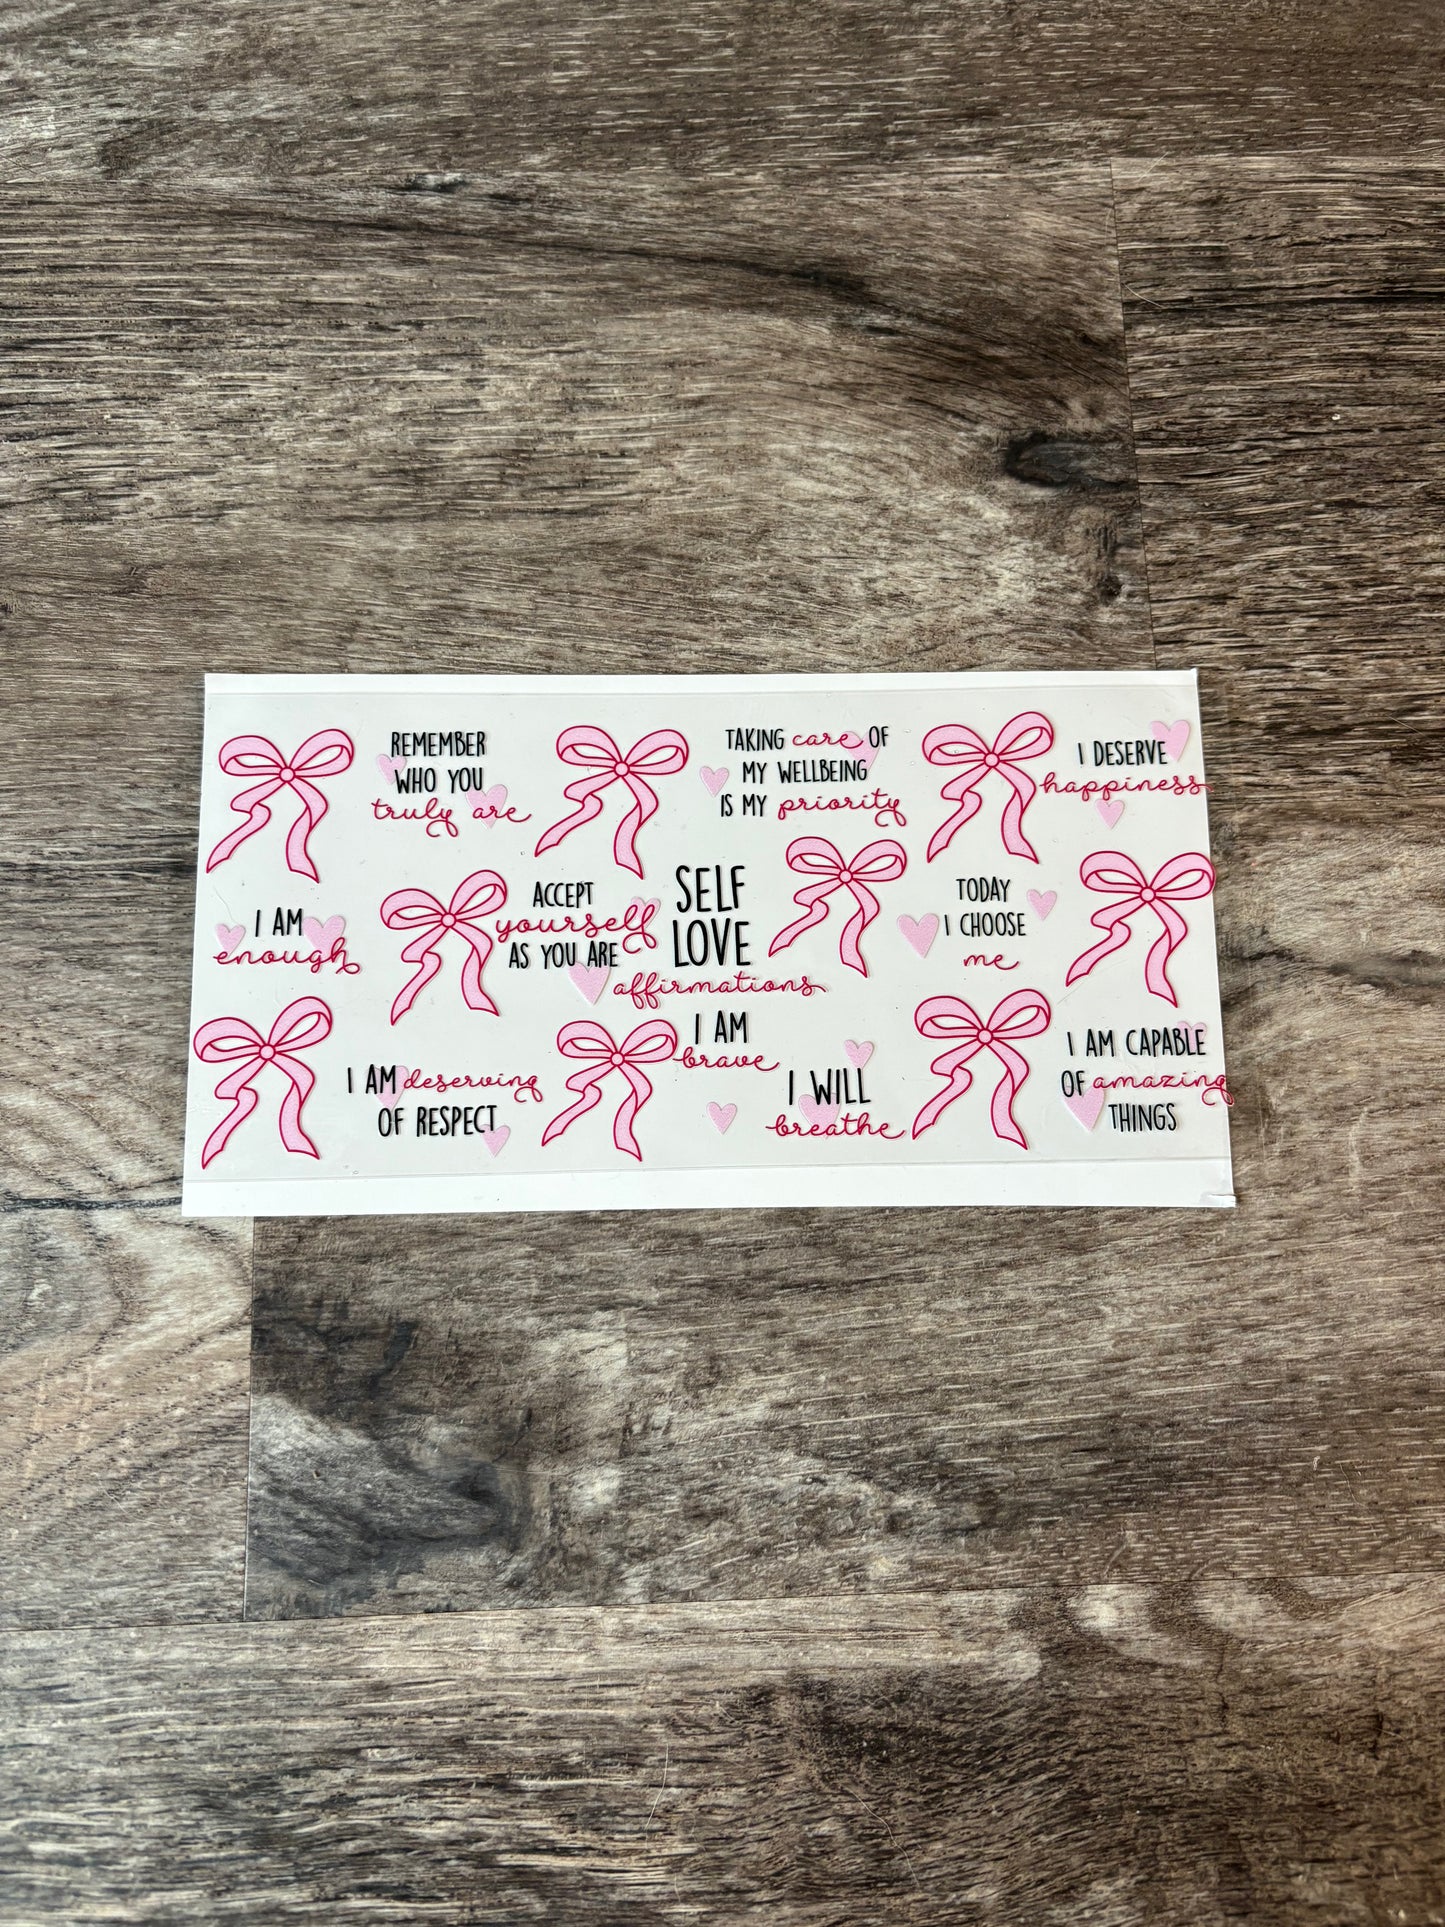 REMEMBER
WHO YOU
truly are
TAKING care OF
MY WELLBEING
IS MY priority
I DESERVE
happiness
I AM
enough
ACCEPT
yourself
AS YOU ARE
SELF
LOVE
affirmations
TODAY
I CHOOSE
me
I AM deserving
OF RESPECT
I AM
brave
I WILL
breathe
I AM CAPABLE
OF amazing
THINGS